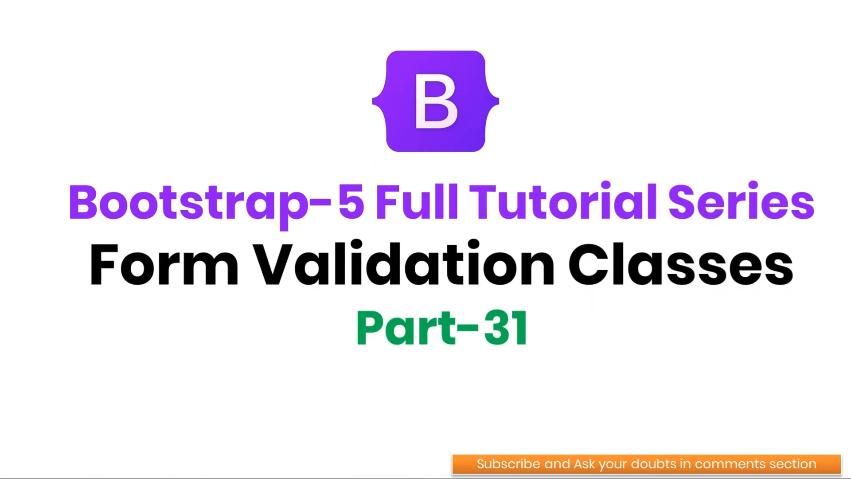 B
Bootstrap-5 Full Tutorial Series
Form Validation Classes
Part-31
Subscribe and Ask your doubts in comments section